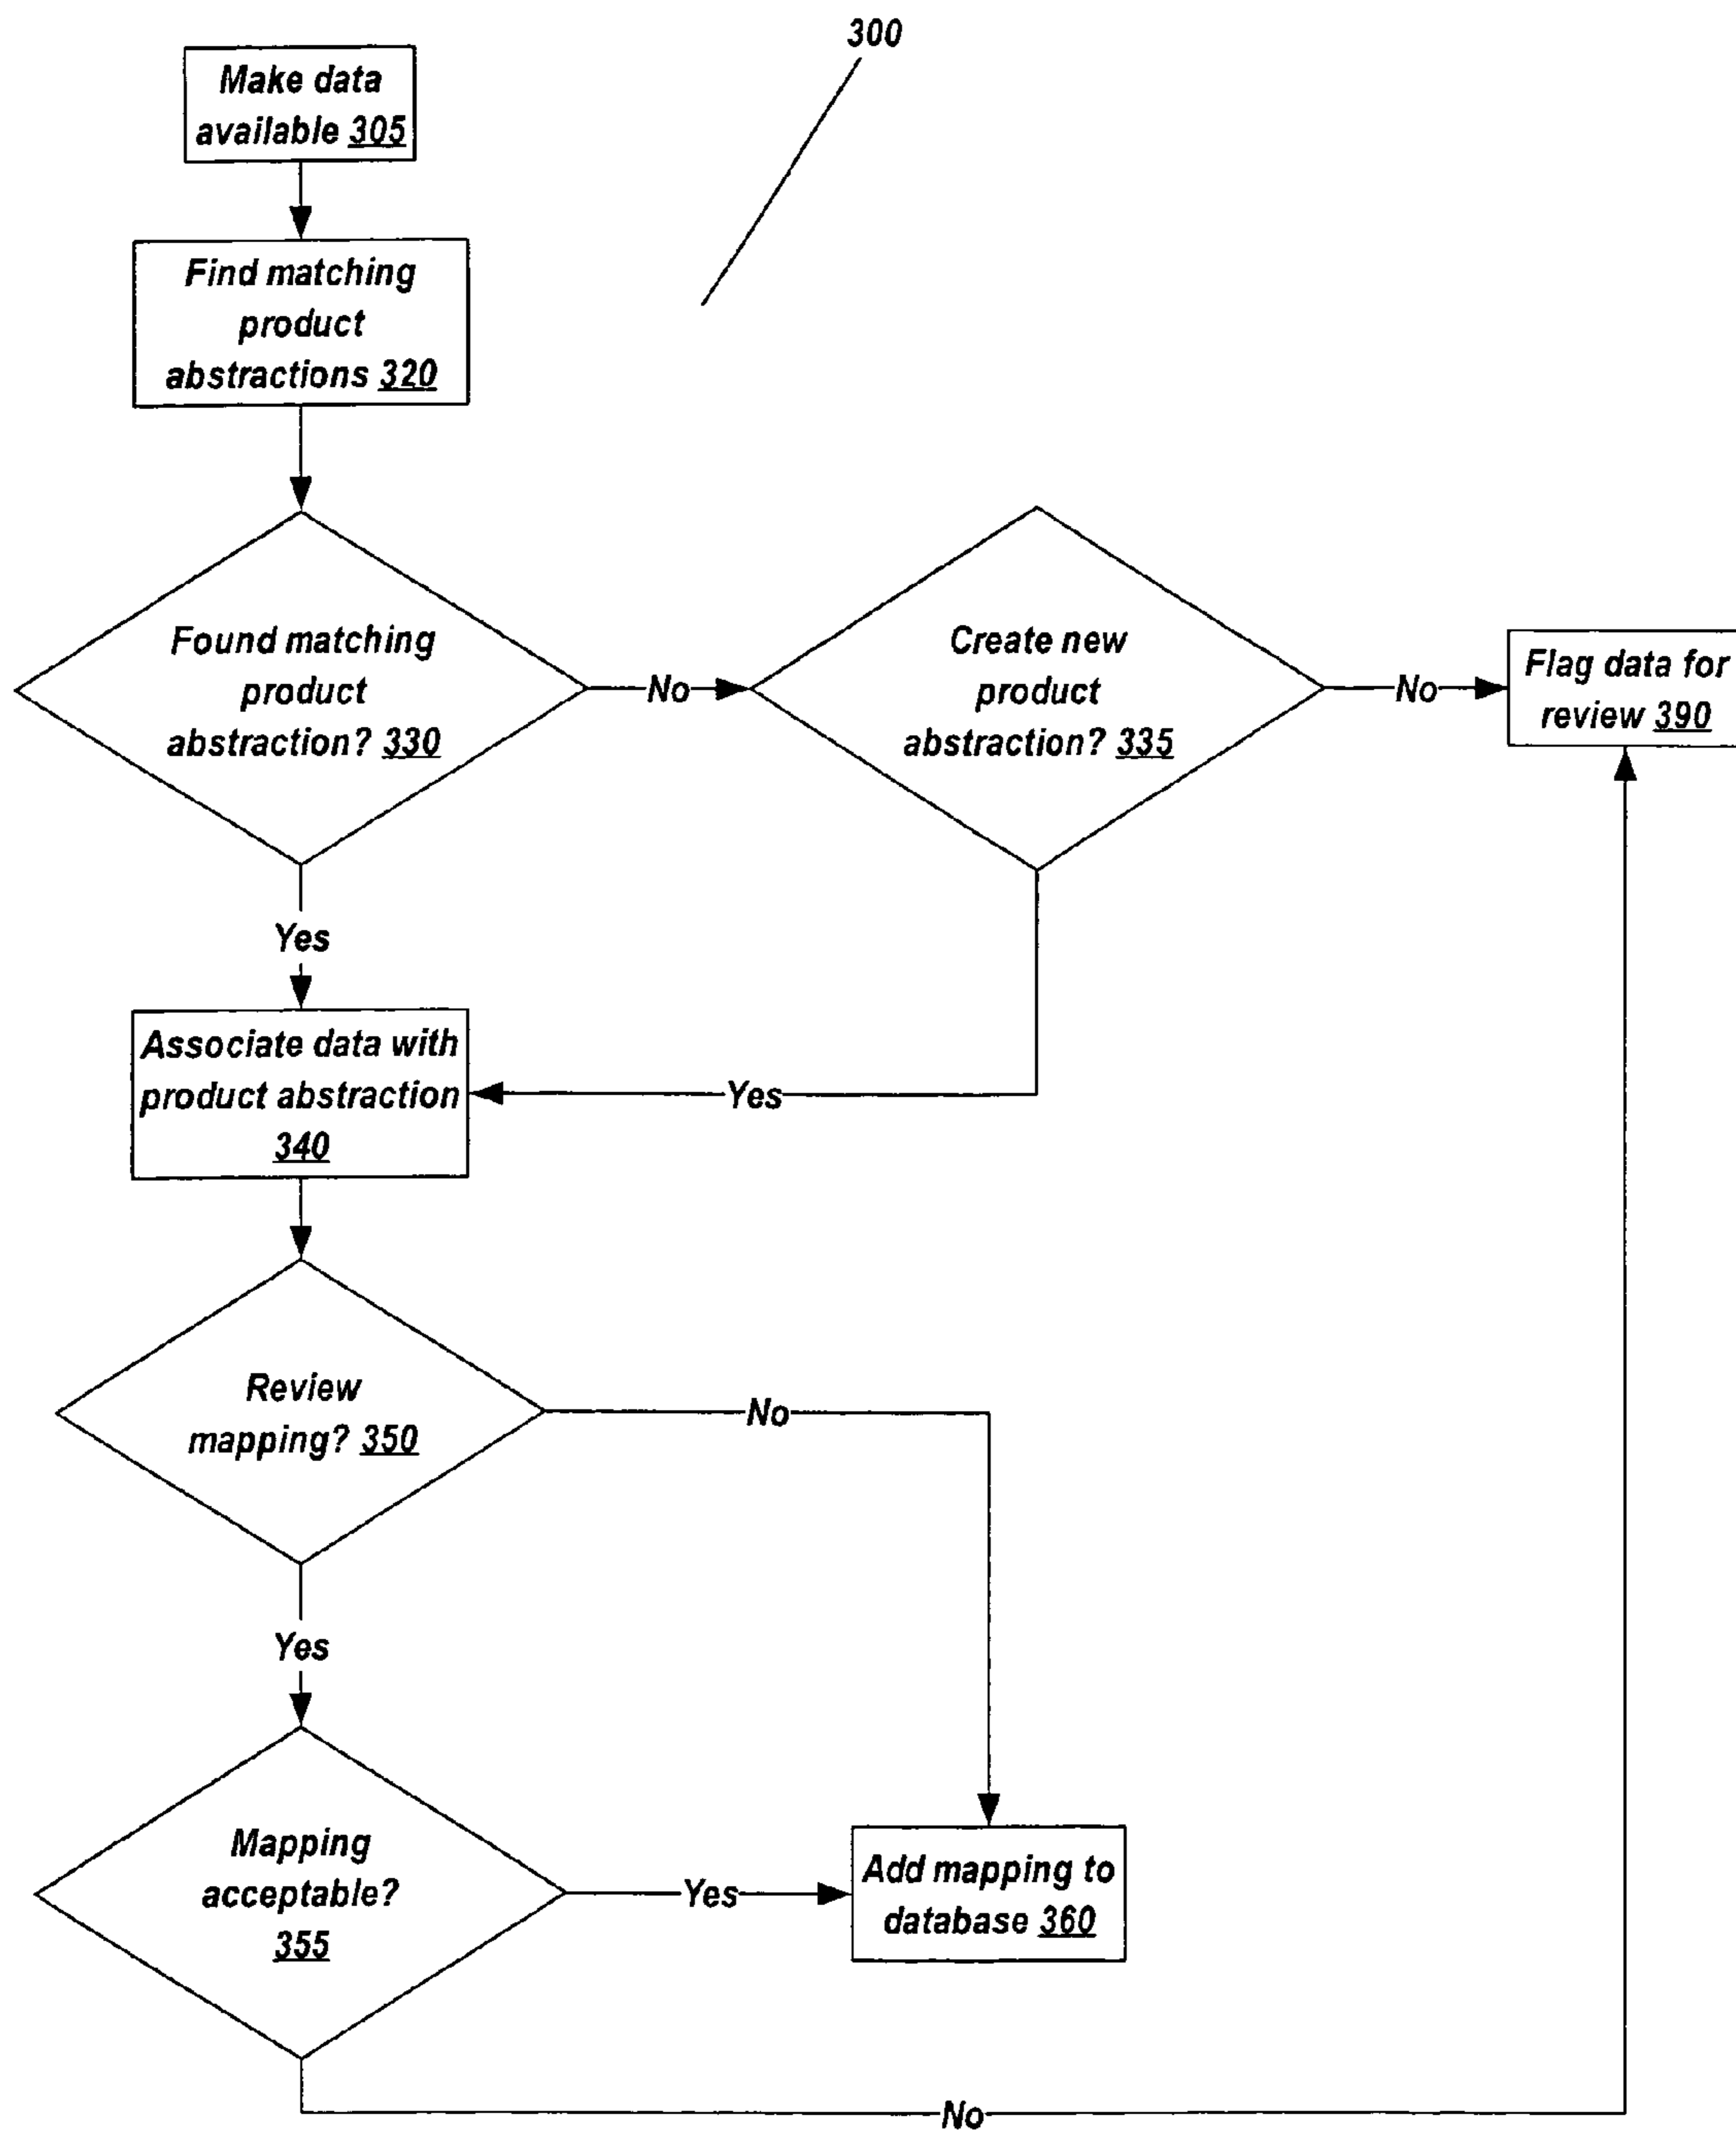 300
Make data
available 305
Find matching
product
abstractions 320
Found matching
product
abstraction? 330
No
Create new
product
abstraction? 335
No
Flag data for
review 390
Yes
Associate data with
product abstraction
340
Yes
Review
mapping? 350
No
Yes
Mapping
acceptable?
355
Yes
Add mapping to
database 360
No